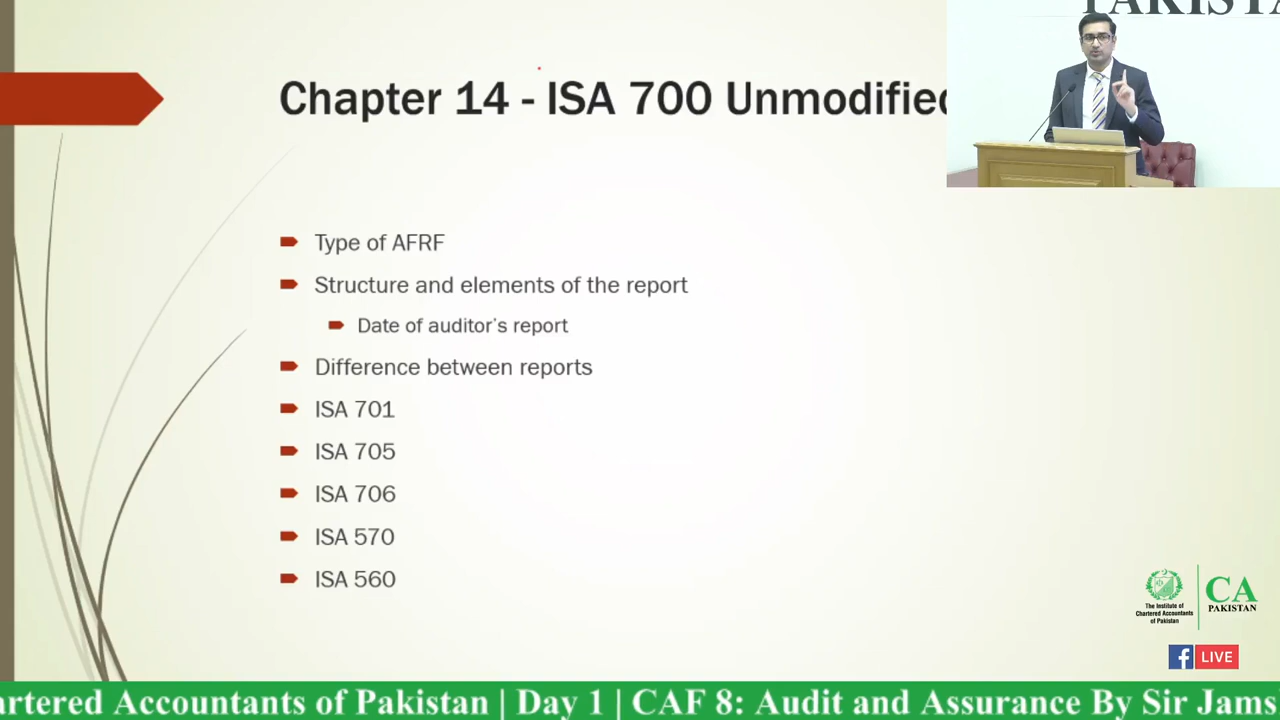 PAKISTA
Chapter 14 - ISA 700 Unmodified
Type of AFRF
Structure and elements of the report
Date of auditor's report
Difference between reports
ISA 701
ISA 705
ISA 706
ISA 570
ISA 560
The Institute of
Chartered Accountants
of Pakistan
CA
PAKISTAN
LIVE
artered Accountants of Pakistan | Day 1 | CAF 8: Audit and Assurance By Sir Jams